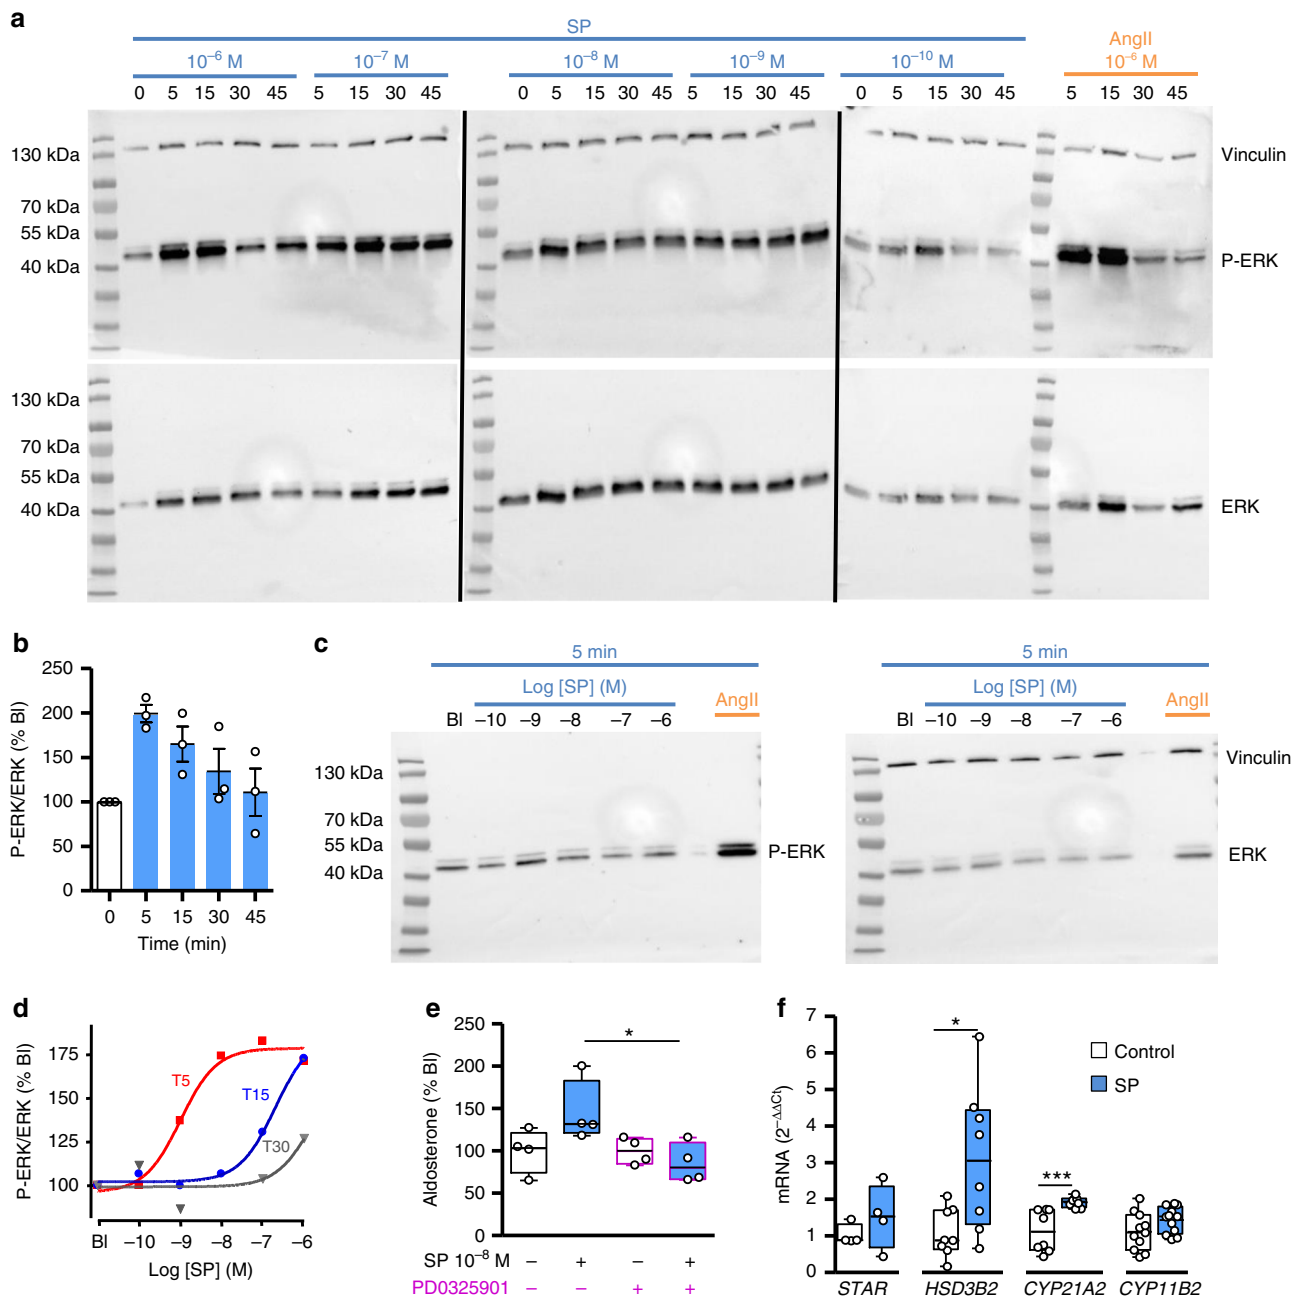 a
SP
AngII
10⁻⁶ M 10⁻⁷ M 10⁻⁸ M 10⁻⁹ M 10⁻¹⁰ M 10⁻⁶ M
0 5 15 30 45 5 15 30 45 0 5 15 30 45 5 15 30 45 0 5 15 30 45 5 15 30 45
130 kDa
Vinculin
70 kDa
55 kDa
40 kDa
P-ERK
130 kDa
70 kDa
55 kDa
40 kDa
ERK
b
250
200
150
100
50
0
P-ERK/ERK (% BI)
0 5 15 30 45
Time (min)
c
5 min 5 min
Log [SP] (M) AngII Log [SP] (M) AngII
BI –10 –9 –8 –7 –6 BI –10 –9 –8 –7 –6
130 kDa
70 kDa
55 kDa
40 kDa
P-ERK
Vinculin
ERK
d
175
150
125
100
P-ERK/ERK (% BI)
T5
T15
T30
BI –10 –9 –8 –7 –6
Log [SP] (M)
e
250
200
150
100
50
0
Aldosterone (% BI)
*
SP 10⁻⁸ M – + – +
PD0325901 – – + +
f
7
6
5
4
3
2
1
0
mRNA (2⁻ΔΔCt)
*
***
Control
SP
STAR HSD3B2 CYP21A2 CYP11B2